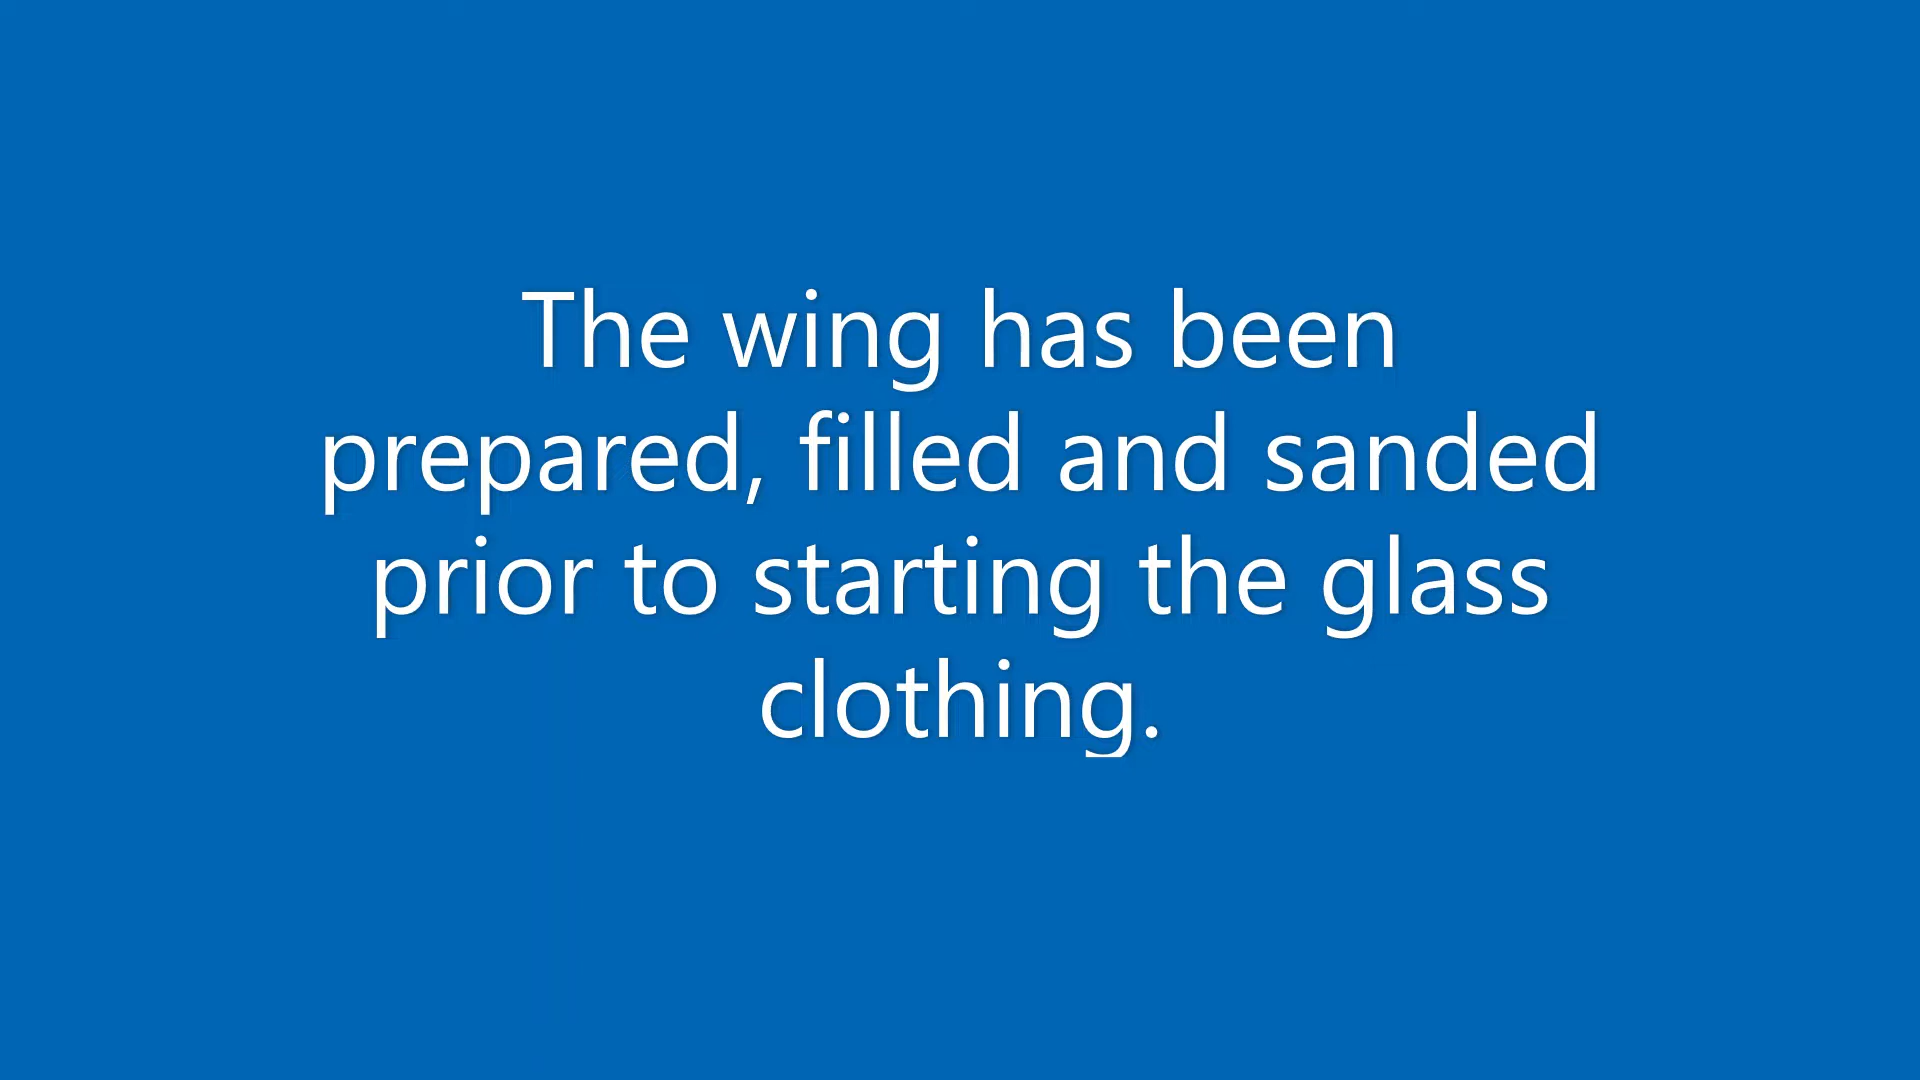 The wing has been
prepared, filled and sanded
prior to starting the glass
clothing.